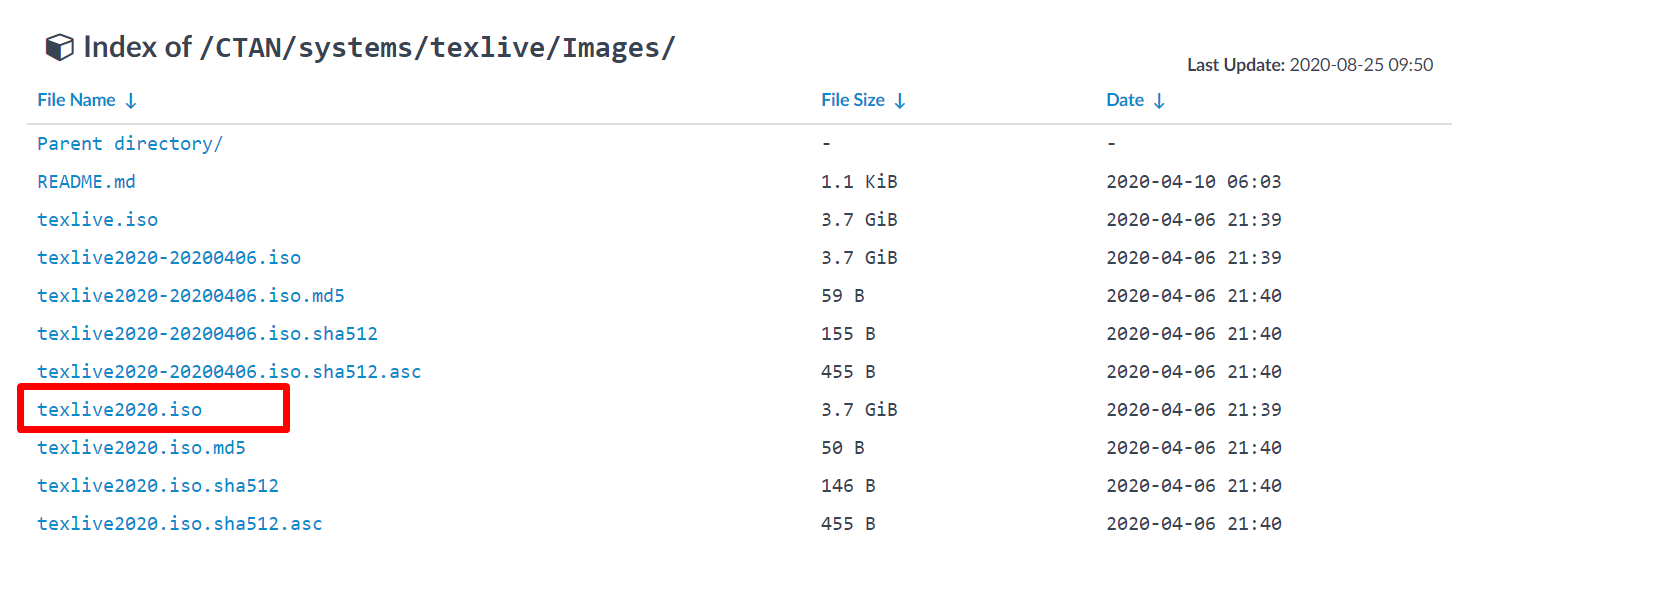 Index of /CTAN/systems/texlive/Images/
Last Update: 2020-08-25 09:50
File Name ↓ File Size ↓ Date ↓
Parent directory/ - -
README.md 1.1 KiB 2020-04-10 06:03
texlive.iso 3.7 GiB 2020-04-06 21:39
texlive2020-20200406.iso 3.7 GiB 2020-04-06 21:39
texlive2020-20200406.iso.md5 59 B 2020-04-06 21:40
texlive2020-20200406.iso.sha512 155 B 2020-04-06 21:40
texlive2020-20200406.iso.sha512.asc 455 B 2020-04-06 21:40
texlive2020.iso 3.7 GiB 2020-04-06 21:39
texlive2020.iso.md5 50 B 2020-04-06 21:40
texlive2020.iso.sha512 146 B 2020-04-06 21:40
texlive2020.iso.sha512.asc 455 B 2020-04-06 21:40